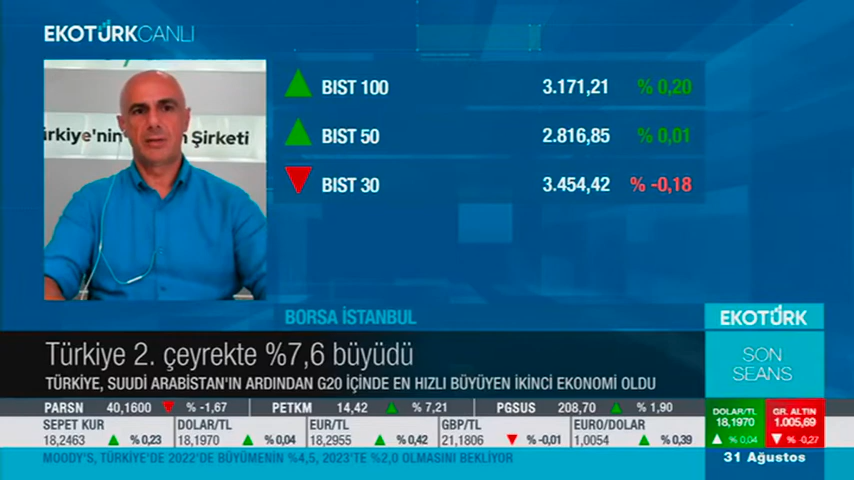 EKOTÜRK CANLI
BIST 100 3.171,21 % 0,20
BIST 50 2.816,85 % 0,01
BIST 30 3.454,42 % -0,18
ürkiye'nin n Şirketi
BORSA İSTANBUL
EKOTÜRK
SON
SEANS
Türkiye 2. çeyrekte %7,6 büyüdü
TÜRKİYE, SUUDİ ARABİSTAN'IN ARDINDAN G20 İÇİNDE EN HIZLI BÜYÜYEN İKİNCİ EKONOMİ OLDU
PARSN 40,1600 % -1,67 PETKM 14,42 % 7,21 PGSUS 208,70 % 1,90
SEPET KUR DOLAR/TL EUR/TL GBP/TL EURO/DOLAR
18,2463 % 0,23 18,1970 % 0,04 18,2955 % 0,42 21,1806 % -0,01 1,0054 % 0,39
DOLAR/TL GR. ALTIN
18,1970 1.005,69
% 0,04 % -0,27
MOODY'S, TÜRKİYE'DE 2022'DE BÜYÜMENİN %4,5, 2023'TE %2,0 OLMASINI BEKLİYOR
31 Ağustos